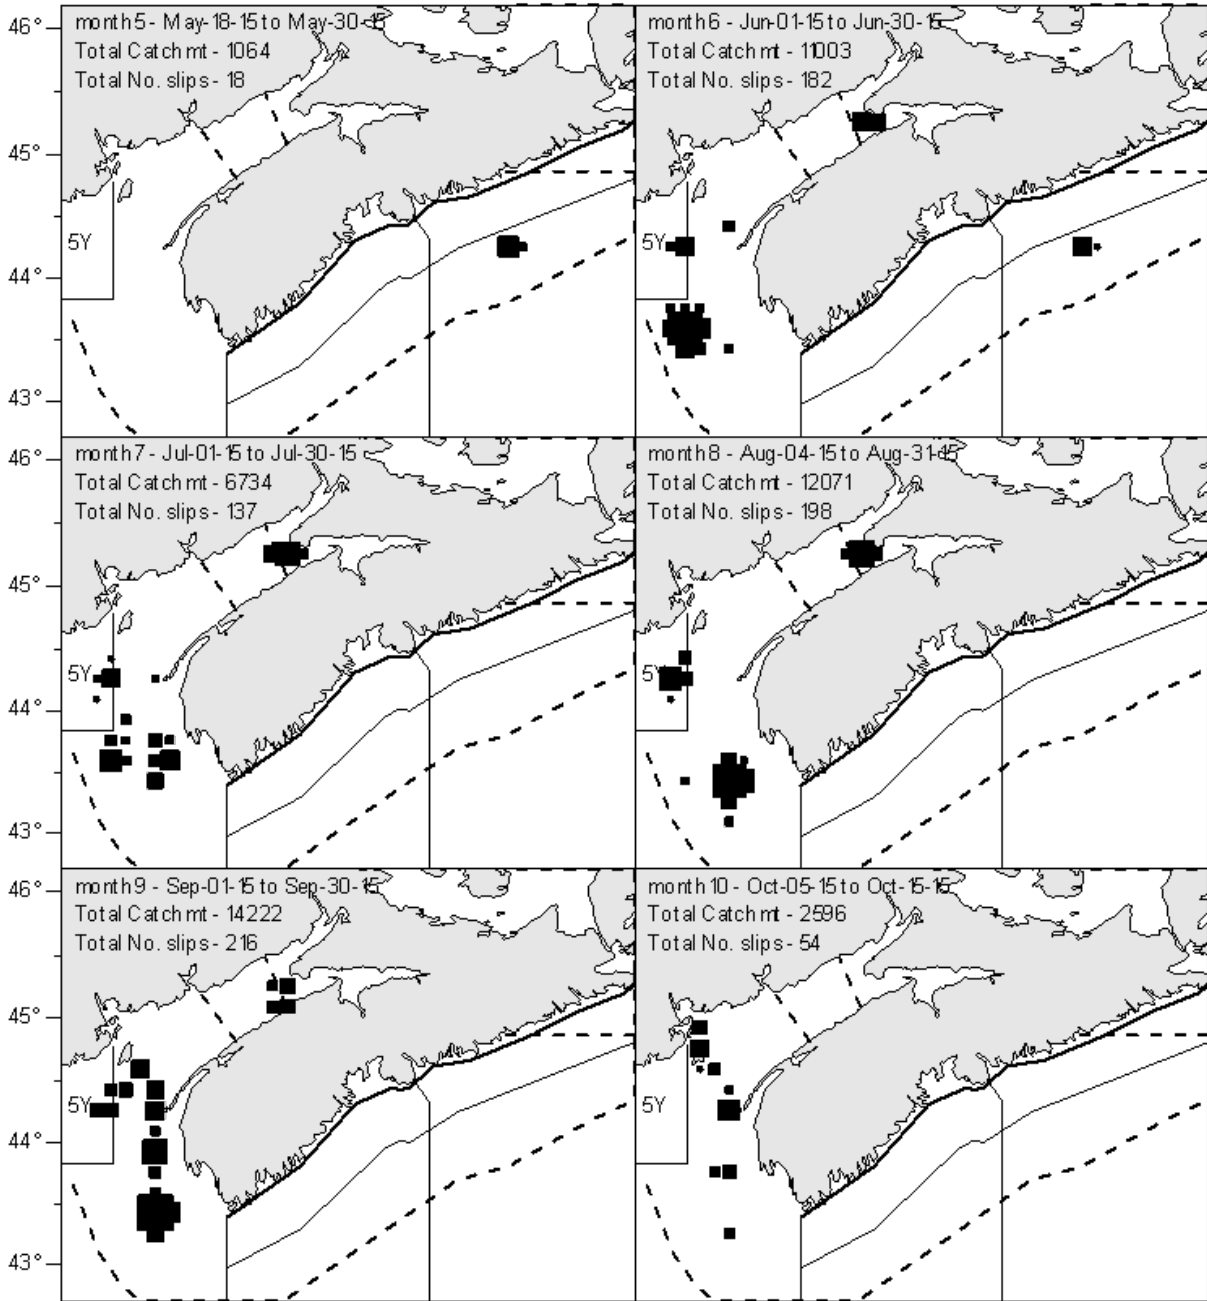 46°
month 5 - May-18-15 to May-30-15
Total Catch mt - 1064
Total No. slips - 18
45°
5Y
44°
43°
month 6 - Jun-01-15 to Jun-30-15
Total Catch mt - 11003
Total No. slips - 182
5Y
46°
month 7 - Jul-01-15 to Jul-30-15
Total Catch mt - 6734
Total No. slips - 137
45°
5Y
44°
43°
month 8 - Aug-04-15 to Aug-31-15
Total Catch mt - 12071
Total No. slips - 198
5Y
46°
month 9 - Sep-01-15 to Sep-30-15
Total Catch mt - 14222
Total No. slips - 216
45°
5Y
44°
43°
month 10 - Oct-05-15 to Oct-15-15
Total Catch mt - 2596
Total No. slips - 54
5Y